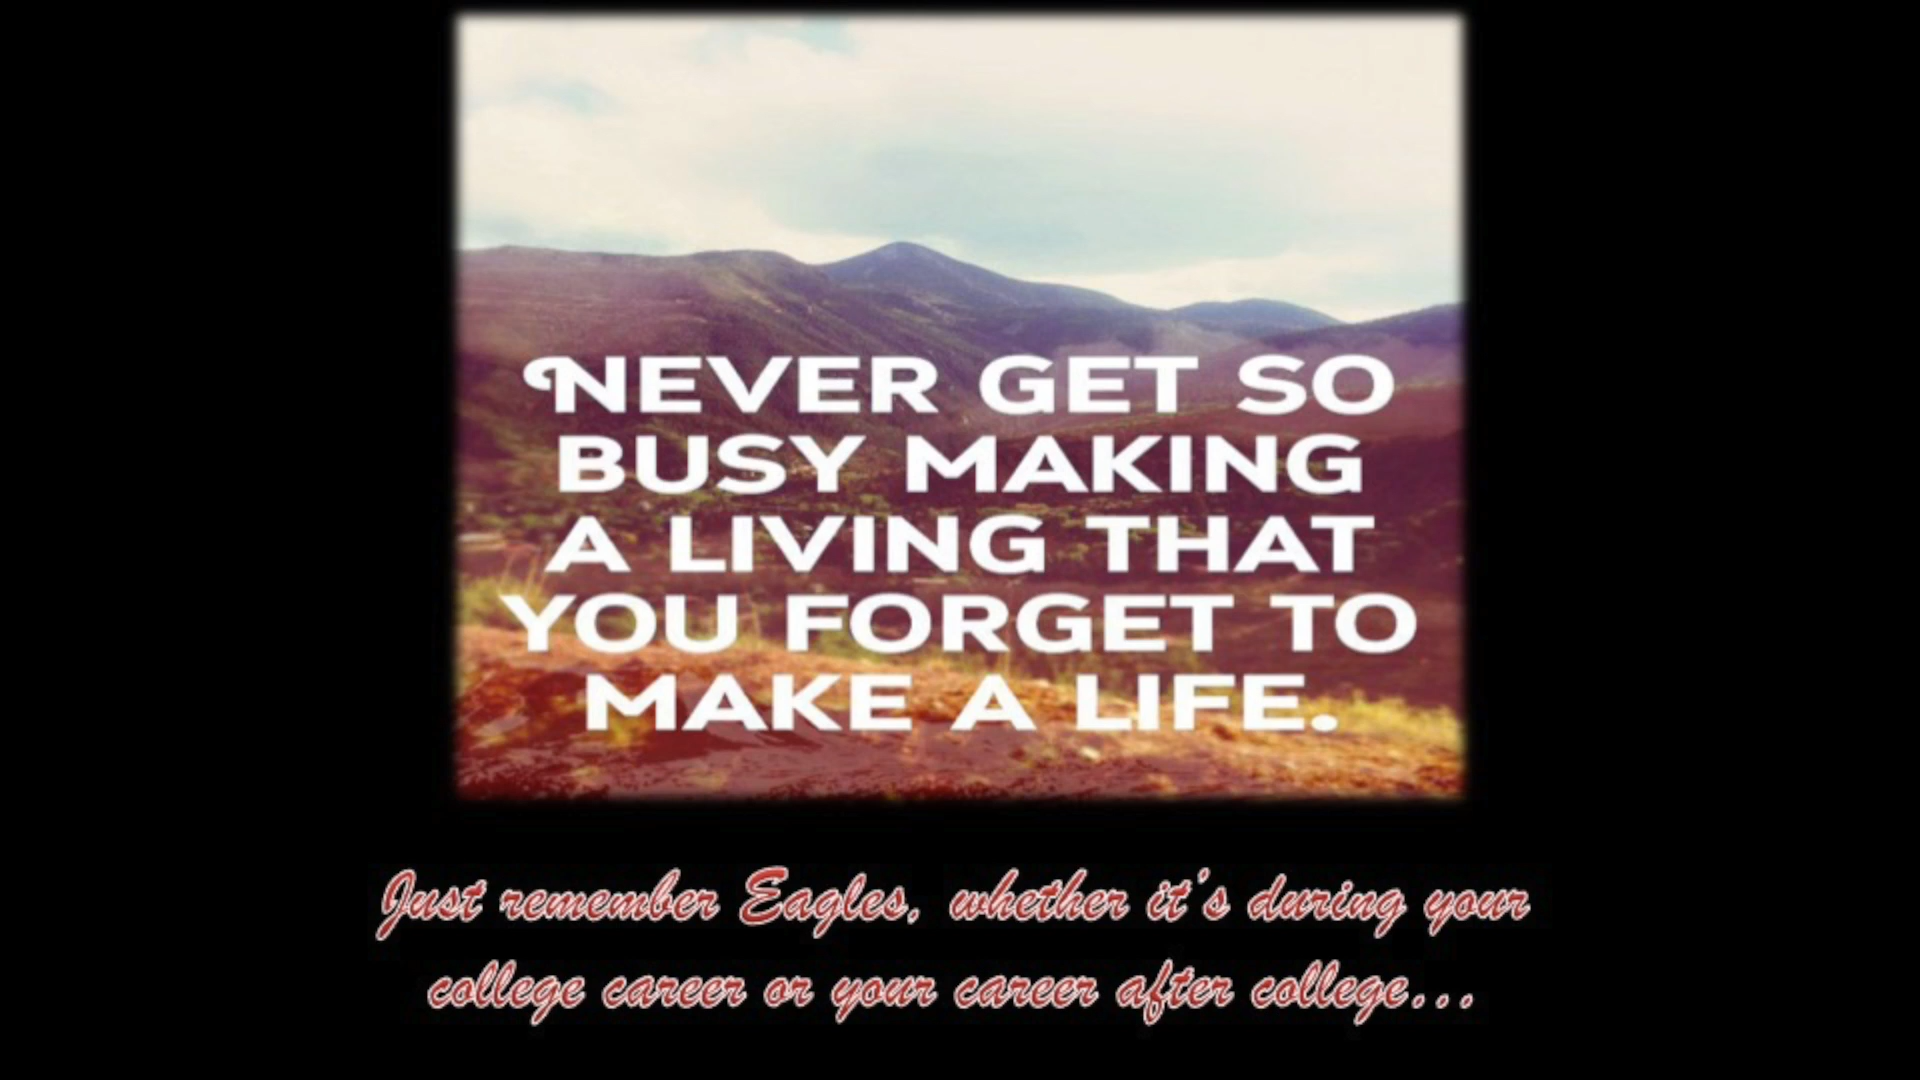 NEVER GET SO
BUSY MAKING
A LIVING THAT
YOU FORGET TO
MAKE A LIFE.
Just remember Eagles, whether it's during your
college career or your career after college...